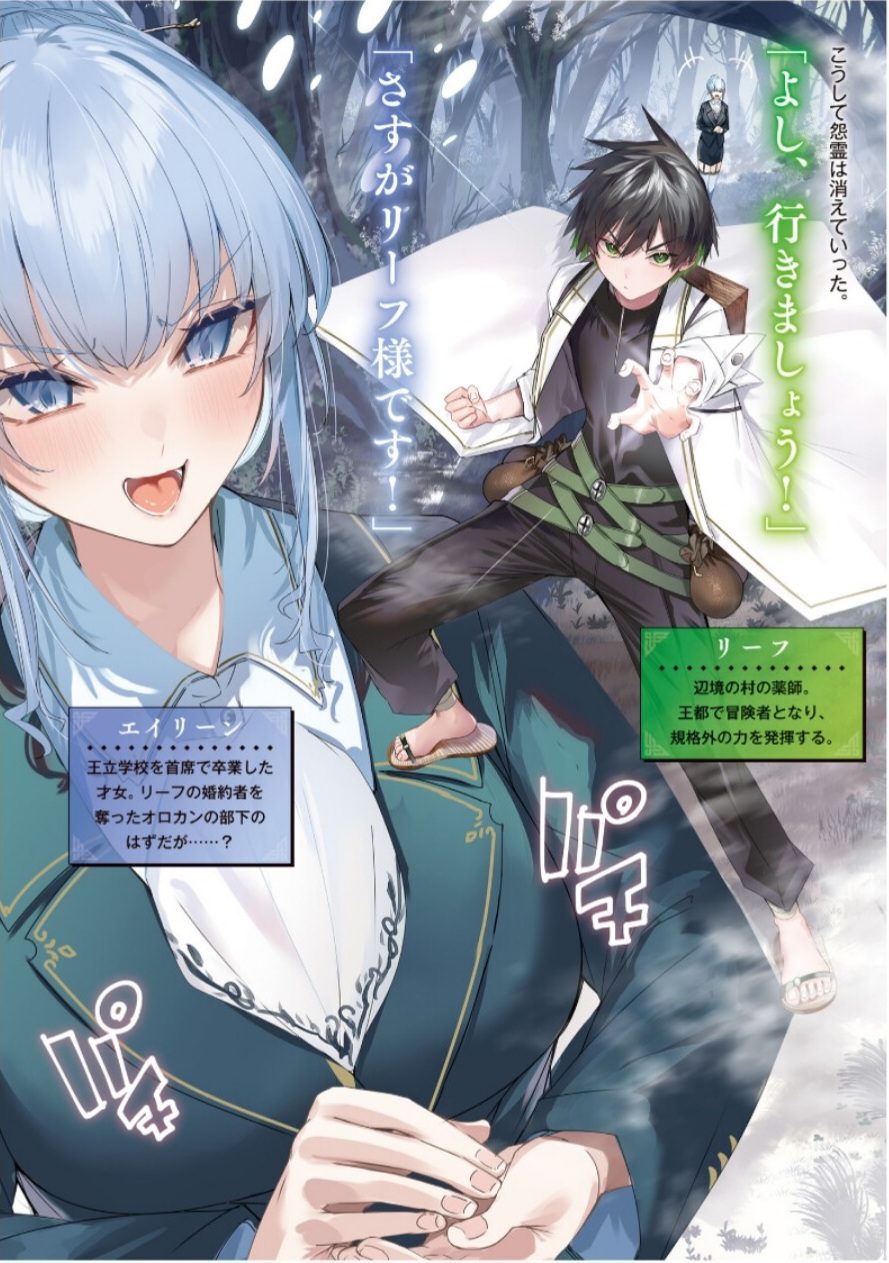 こうして怨霊は消えていった。
「よし、行きましょう！」
「さすがリーフ様です！」
リーフ
辺境の村の薬師。
王都で冒険者となり、
規格外の力を発揮する。
エイリーン
王立学校を首席で卒業した
才女。リーフの婚約者を
奪ったオロカンの部下の
はずだが……？
パチ
パチ